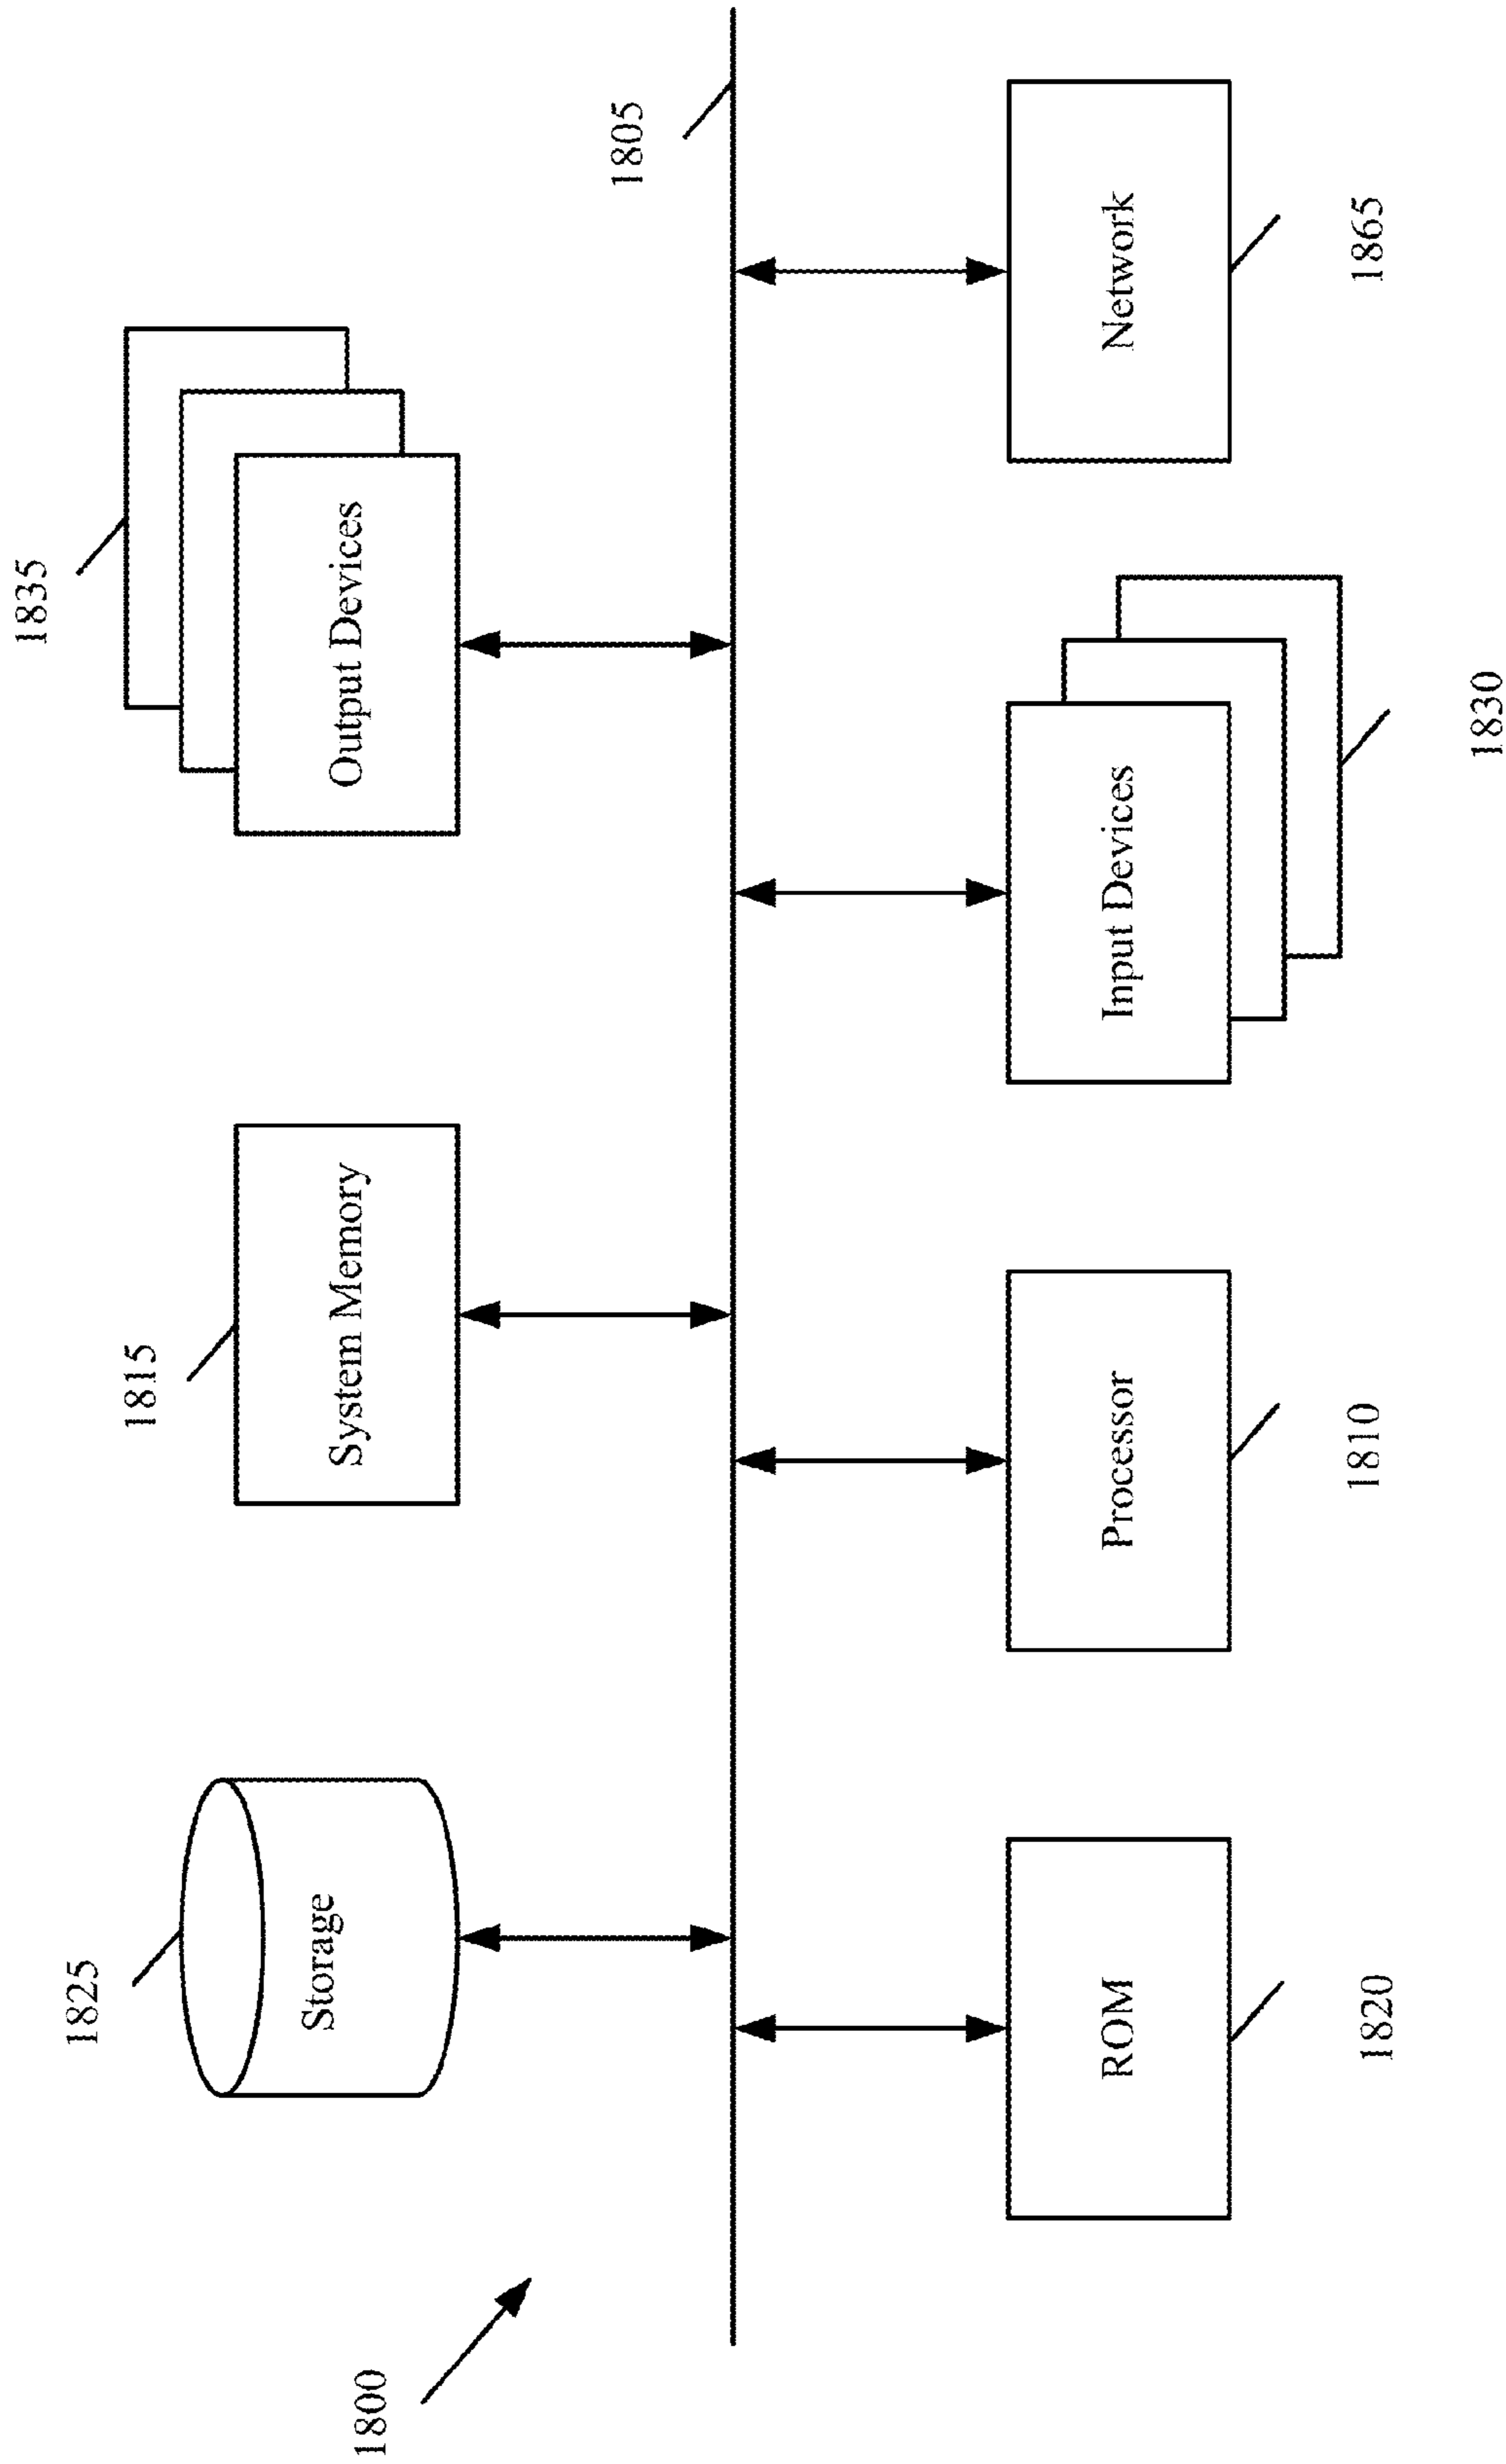 1825
1815
1835
Storage
System Memory
Output Devices
1800
1805
ROM
Processor
Input Devices
Network
1820
1810
1830
1865